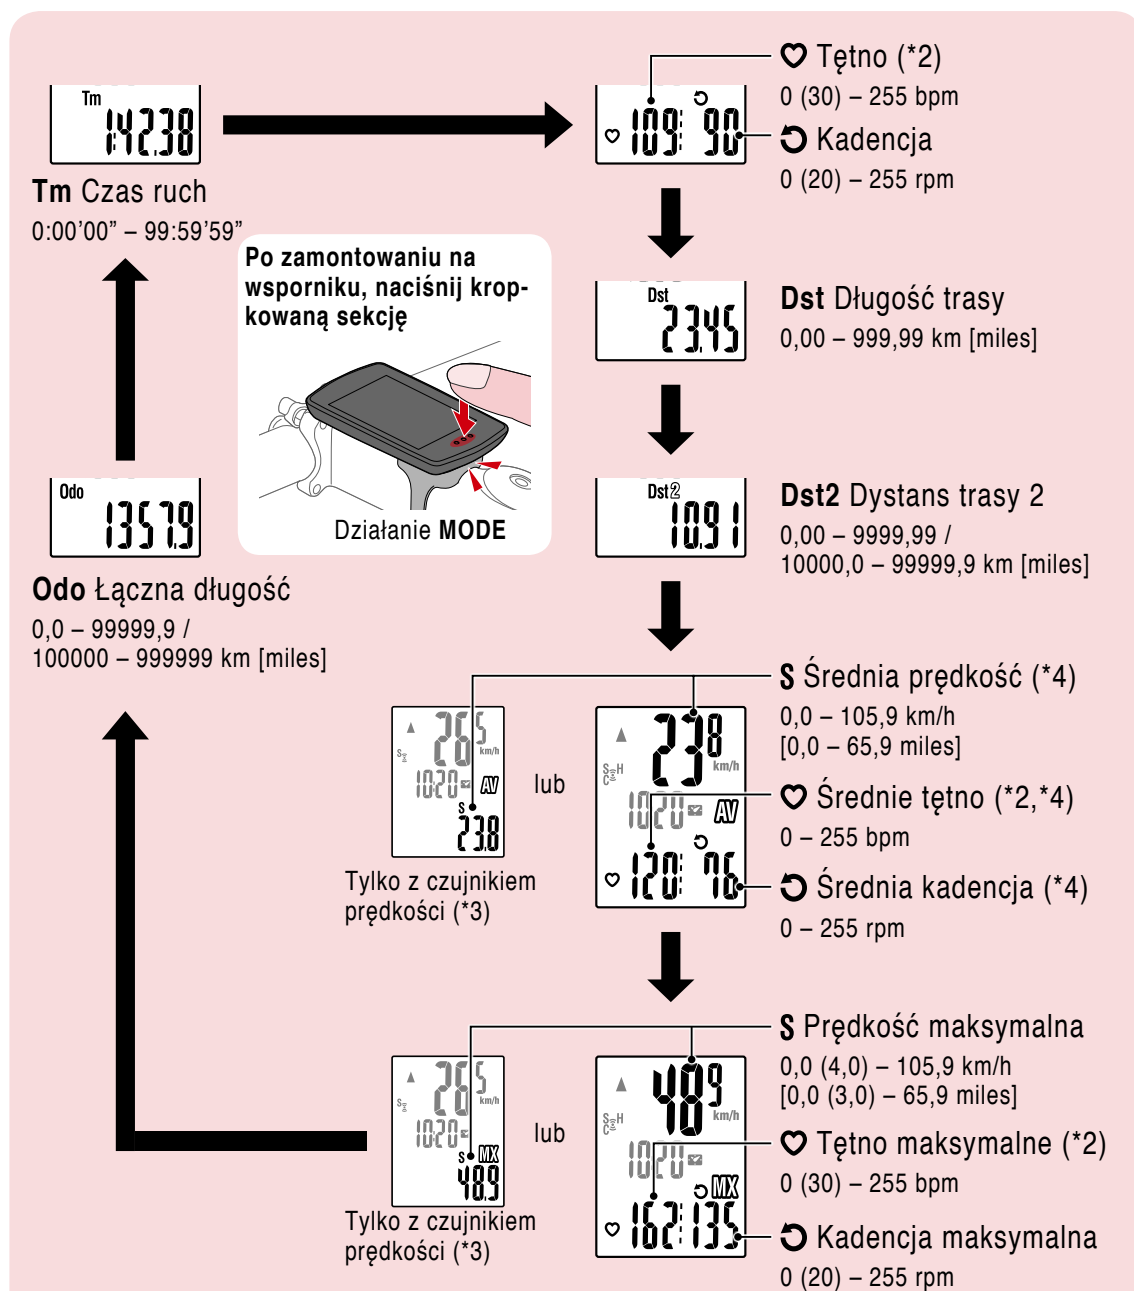 Tm
1:42.38
Tm Czas ruch
0:00’00” – 99:59’59”
109 90
Tętno (*2)
0 (30) – 255 bpm
Kadencja
0 (20) – 255 rpm
Po zamontowaniu na
wsporniku, naciśnij krop-
kowaną sekcję
Działanie MODE
Dst
23.45
Dst Długość trasy
0,00 – 999,99 km [miles]
Dst2
10.91
Dst2 Dystans trasy 2
0,00 – 9999,99 /
10000,0 – 99999,9 km [miles]
Odo
1357.9
Odo Łączna długość
0,0 – 99999,9 /
100000 – 999999 km [miles]
26.5
km/h
S
10:20
AV
S
23.8
Tylko z czujnikiem
prędkości (*3)
lub
23.8
km/h
S H
C
10:20
AV
120 76
S Średnia prędkość (*4)
0,0 – 105,9 km/h
[0,0 – 65,9 miles]
Średnie tętno (*2,*4)
0 – 255 bpm
Średnia kadencja (*4)
0 – 255 rpm
26.5
km/h
S
10:20
S MX
48.9
Tylko z czujnikiem
prędkości (*3)
lub
48.9
km/h
S H
C
10:20
MX
162 135
S Prędkość maksymalna
0,0 (4,0) – 105,9 km/h
[0,0 (3,0) – 65,9 miles]
Tętno maksymalne (*2)
0 (30) – 255 bpm
Kadencja maksymalna
0 (20) – 255 rpm